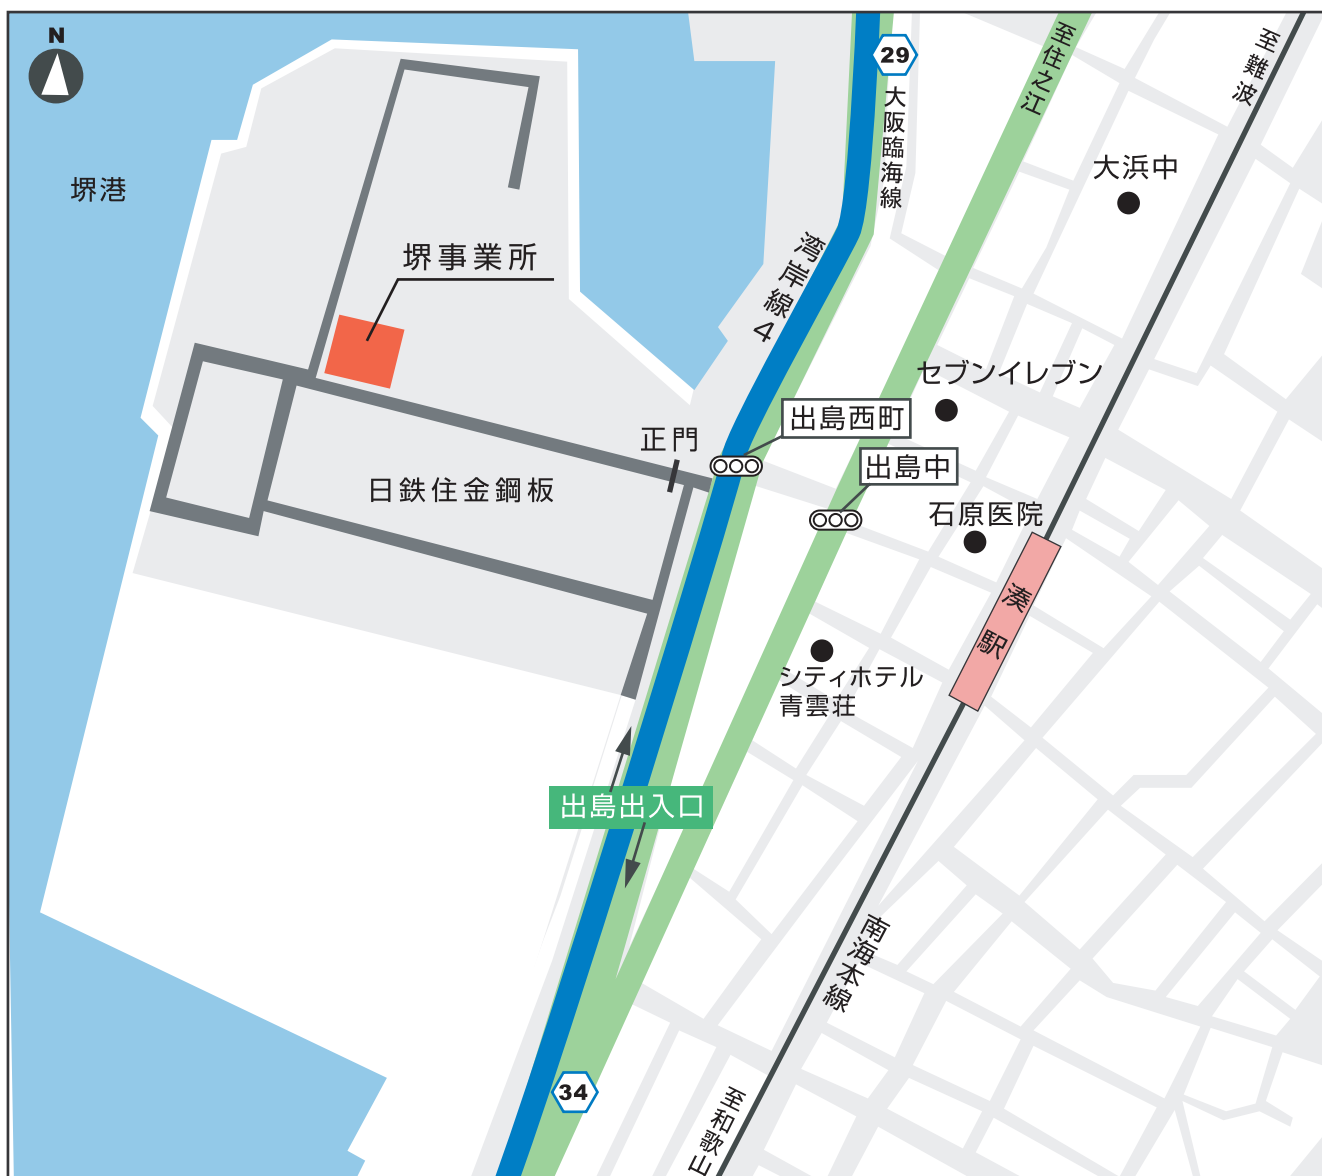 N
堺港
堺事業所
29
大阪臨海線
至住之江
至難波
大浜中
湾岸線4
セブンイレブン
出島西町
正門
出島中
日鉄住金鋼板
石原医院
湊駅
シティホテル
青雲荘
出島出入口
南海本線
34
至和歌山